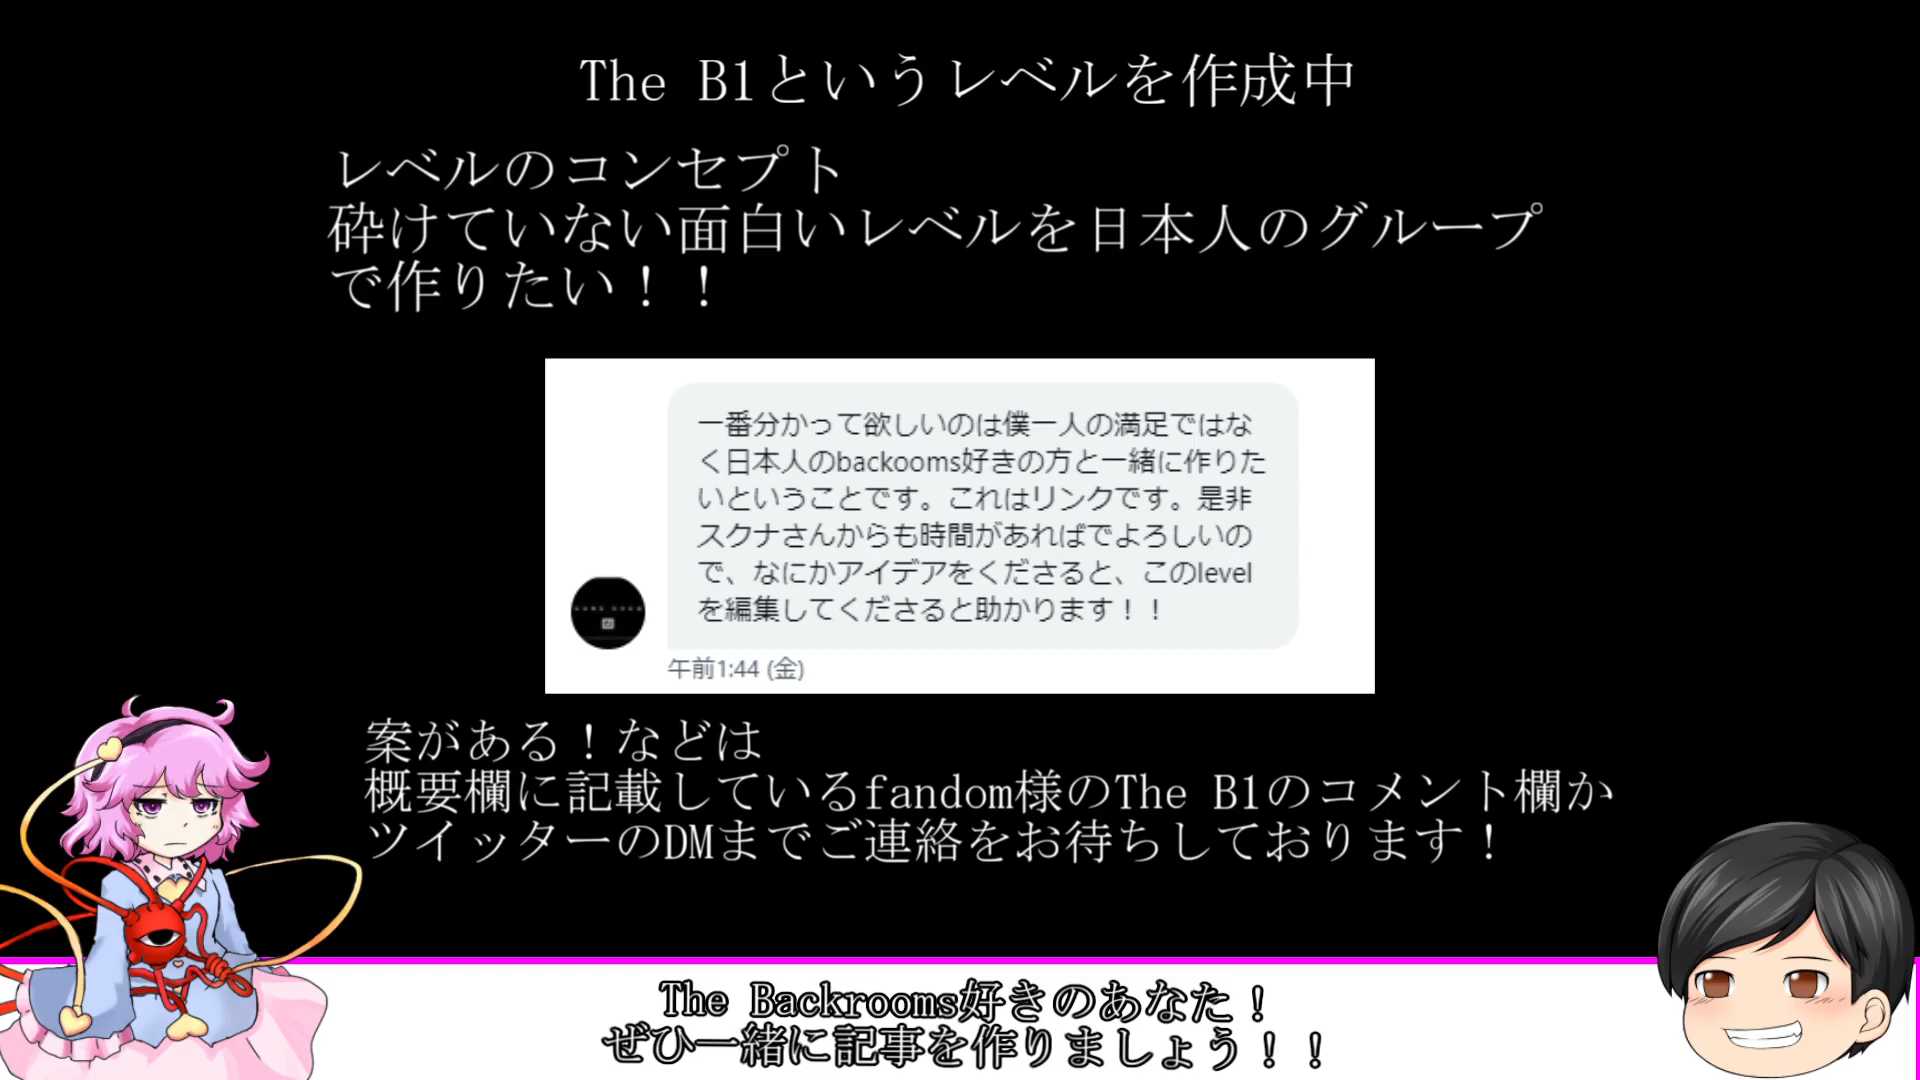 The B1というレベルを作成中
レベルのコンセプト
砕けていない面白いレベルを日本人のグループ
で作りたい！！
一番分かって欲しいのは僕一人の満足ではな
く日本人のbackooms好きの方と一緒に作りた
いということです。これはリンクです。是非
スクナさんからも時間があればでよろしいの
で、なにかアイデアをくださると、このlevel
を編集してくださると助かります！！
午前1:44 (金)
案がある！などは
概要欄に記載しているfandom様のThe B1のコメント欄か
ツイッターのDMまでご連絡をお待ちしております！
The Backrooms好きのあなた！
ぜひ一緒に記事を作りましょう！！